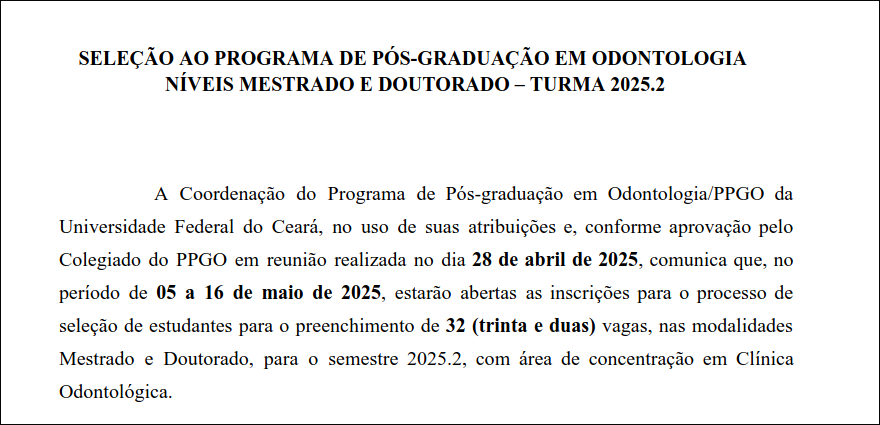 SELEÇÃO AO PROGRAMA DE PÓS-GRADUAÇÃO EM ODONTOLOGIA
NÍVEIS MESTRADO E DOUTORADO – TURMA 2025.2
A Coordenação do Programa de Pós-graduação em Odontologia/PPGO da
Universidade Federal do Ceará, no uso de suas atribuições e, conforme aprovação pelo
Colegiado do PPGO em reunião realizada no dia 28 de abril de 2025, comunica que, no
período de 05 a 16 de maio de 2025, estarão abertas as inscrições para o processo de
seleção de estudantes para o preenchimento de 32 (trinta e duas) vagas, nas modalidades
Mestrado e Doutorado, para o semestre 2025.2, com área de concentração em Clínica
Odontológica.